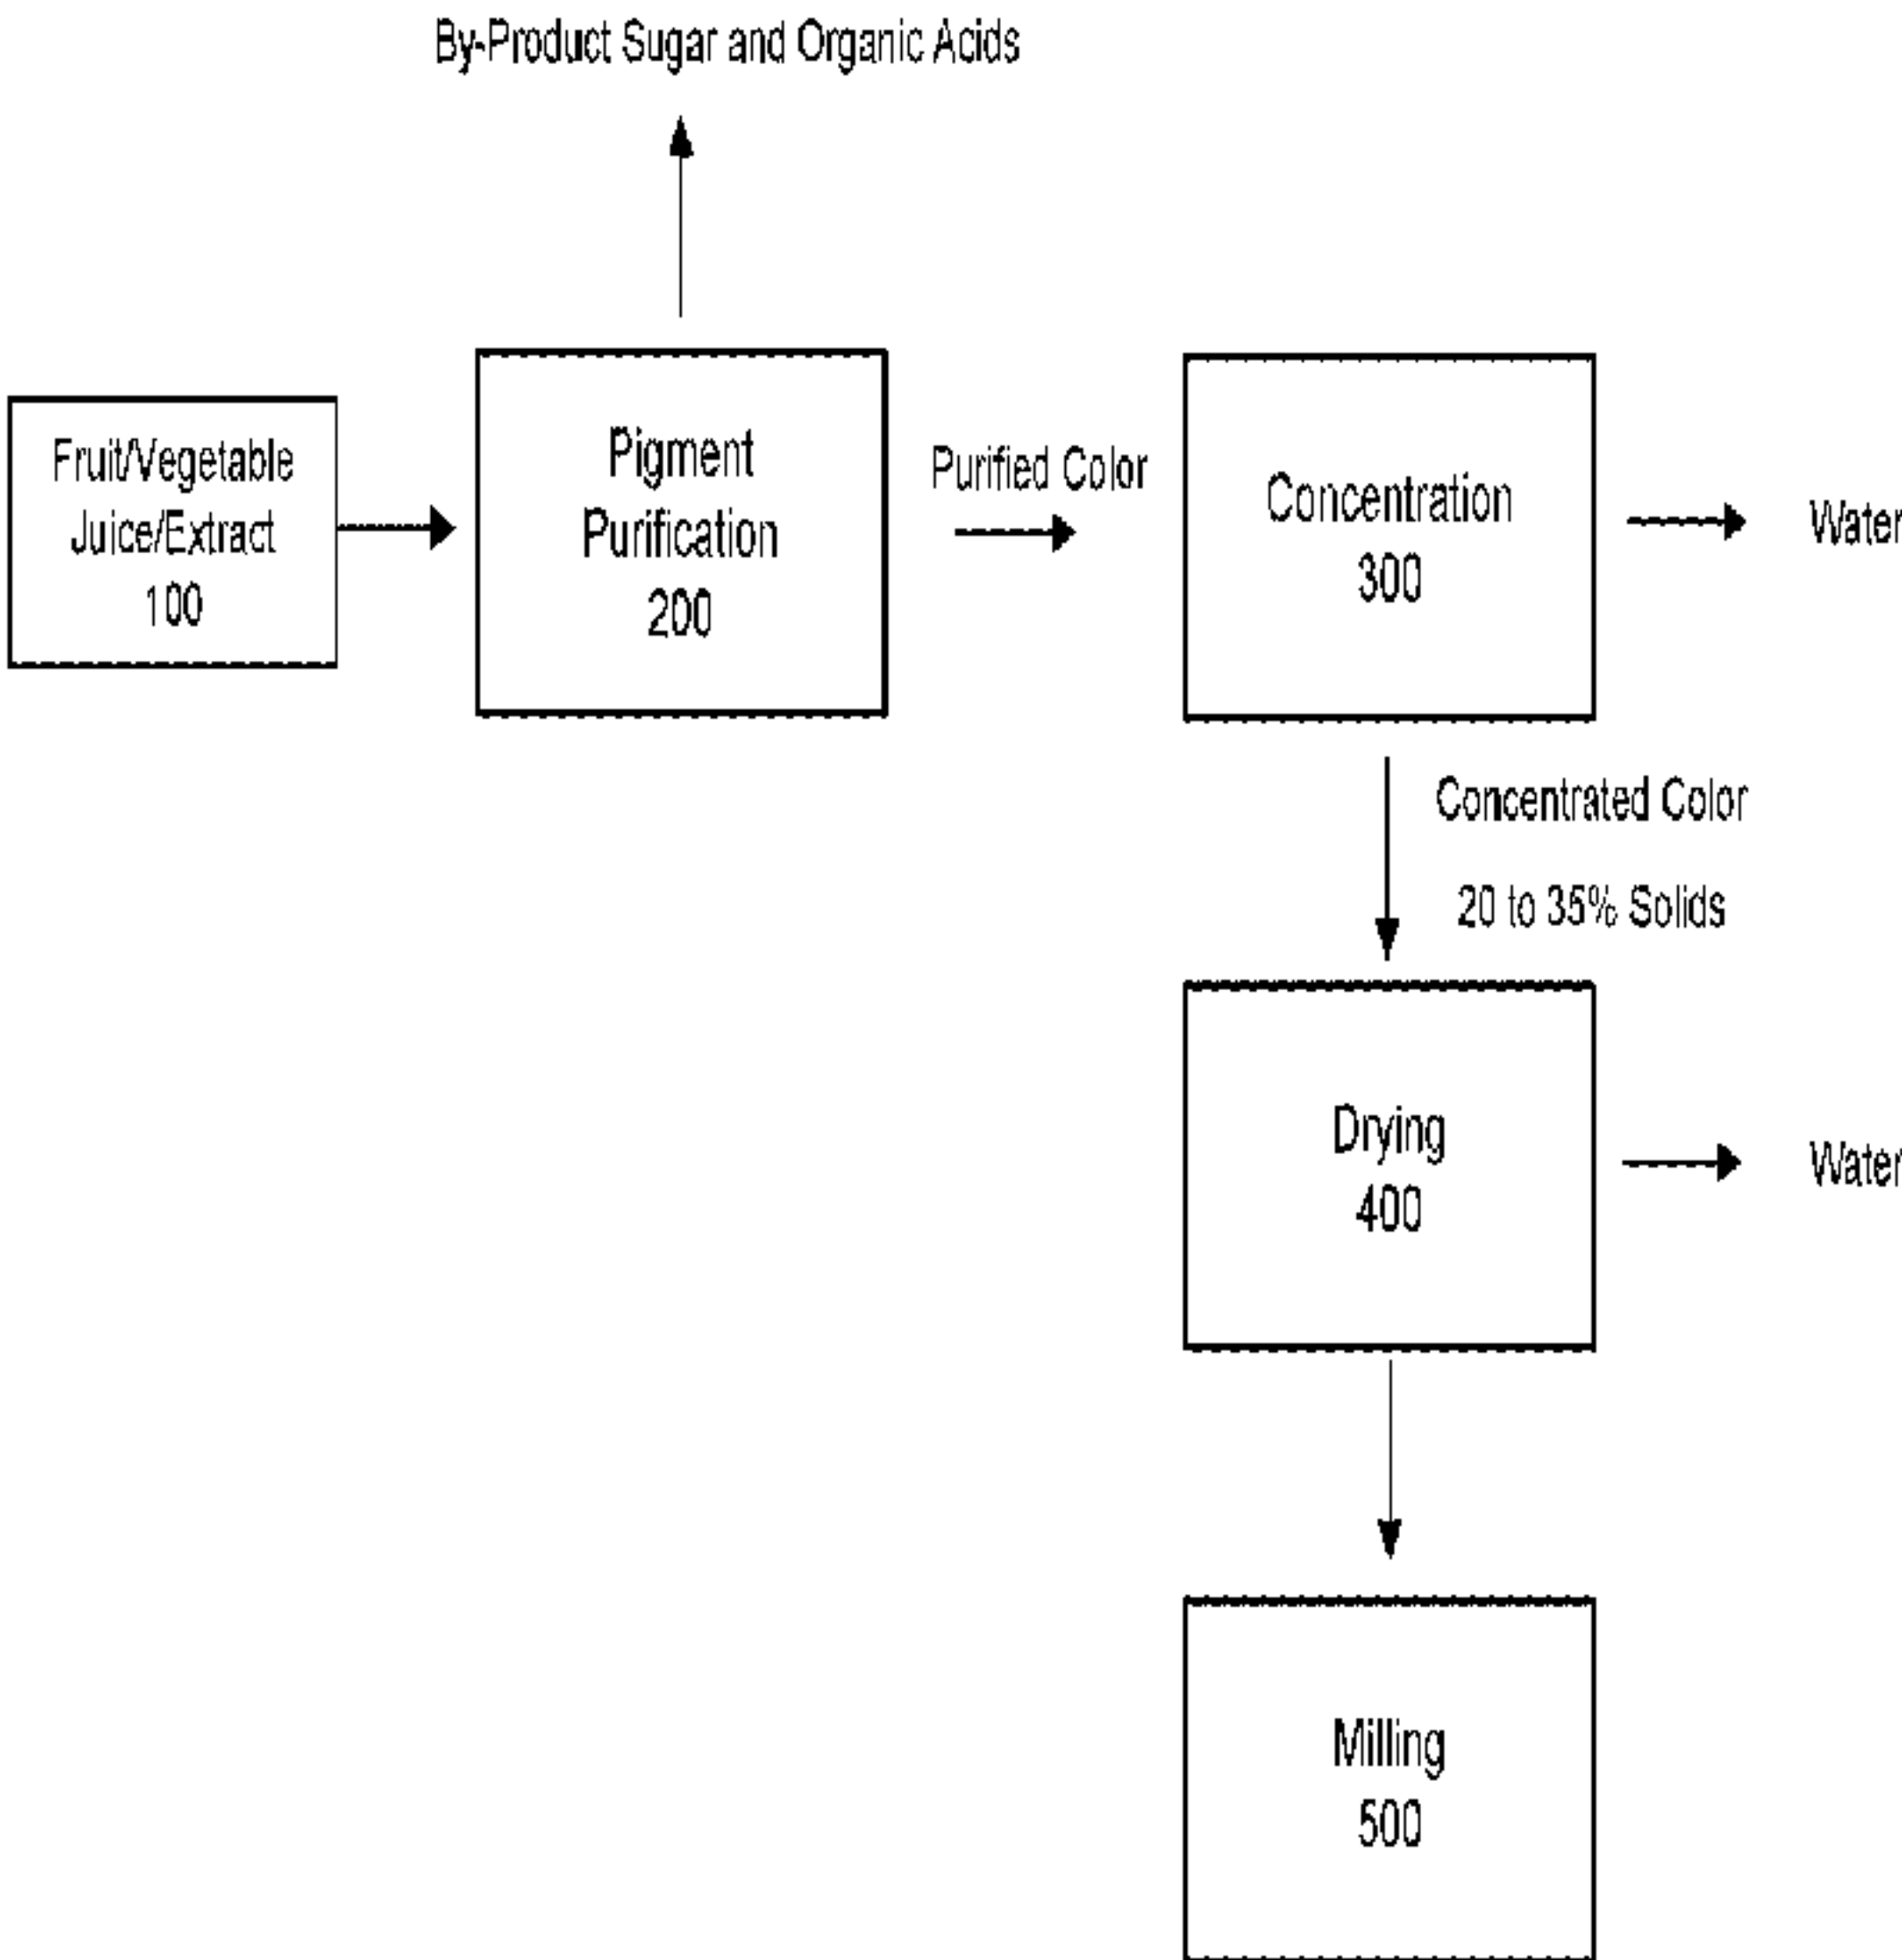 By-Product Sugar and Organic Acids
Fruit/Vegetable
Juice/Extract
100
Pigment
Purification
200
Purified Color
Concentration
300
Water
Concentrated Color
20 to 35% Solids
Drying
400
Water
Milling
500